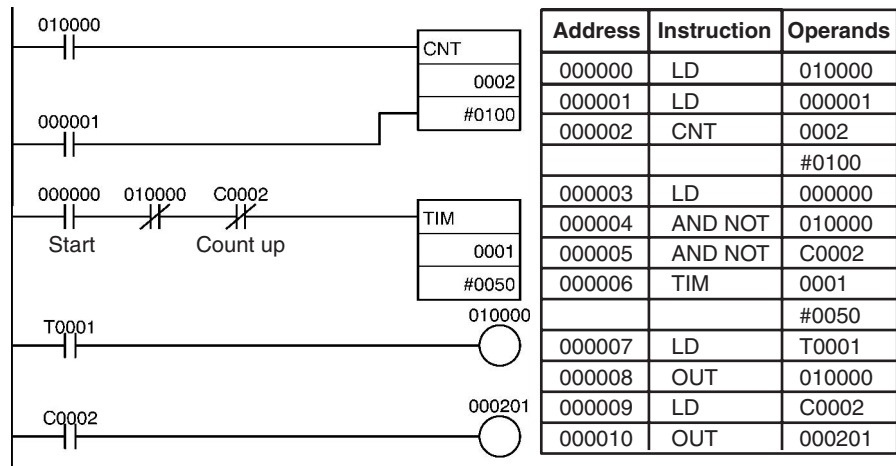 010000
CNT
0002
#0100
000001
000000 010000 C0002
Start Count up
TIM
0001
#0050
T0001
010000
C0002
000201
Address Instruction Operands
000000 LD 010000
000001 LD 000001
000002 CNT 0002
#0100
000003 LD 000000
000004 AND NOT 010000
000005 AND NOT C0002
000006 TIM 0001
#0050
000007 LD T0001
000008 OUT 010000
000009 LD C0002
000010 OUT 000201